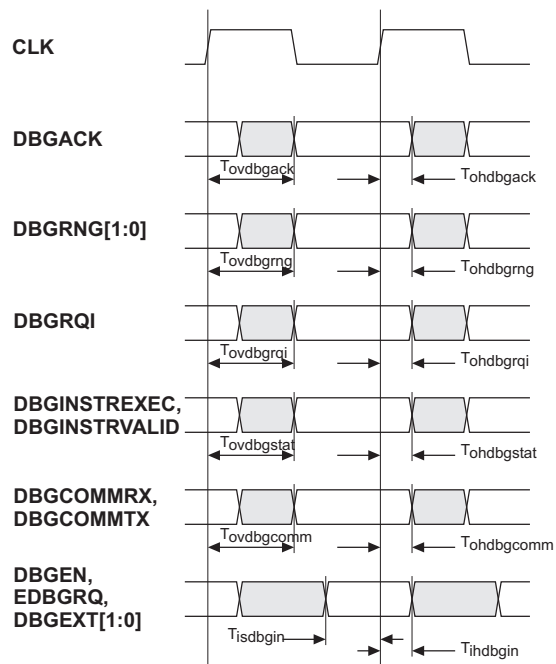 CLK
DBGACK
Tovdbgack
Tohdbgack
DBGRNG[1:0]
Tovdbgrng
Tohdbgrng
DBGRQI
Tovdbgrqi
Tohdbgrqi
DBGINSTREXEC,
DBGINSTRVALID
Tovdbgstat
Tohdbgstat
DBGCOMMRX,
DBGCOMMTX
Tovdbgcomm
Tohdbgcomm
DBGEN,
EDBGRQ,
DBGEXT[1:0]
Tisdbgin
Tihdbgin